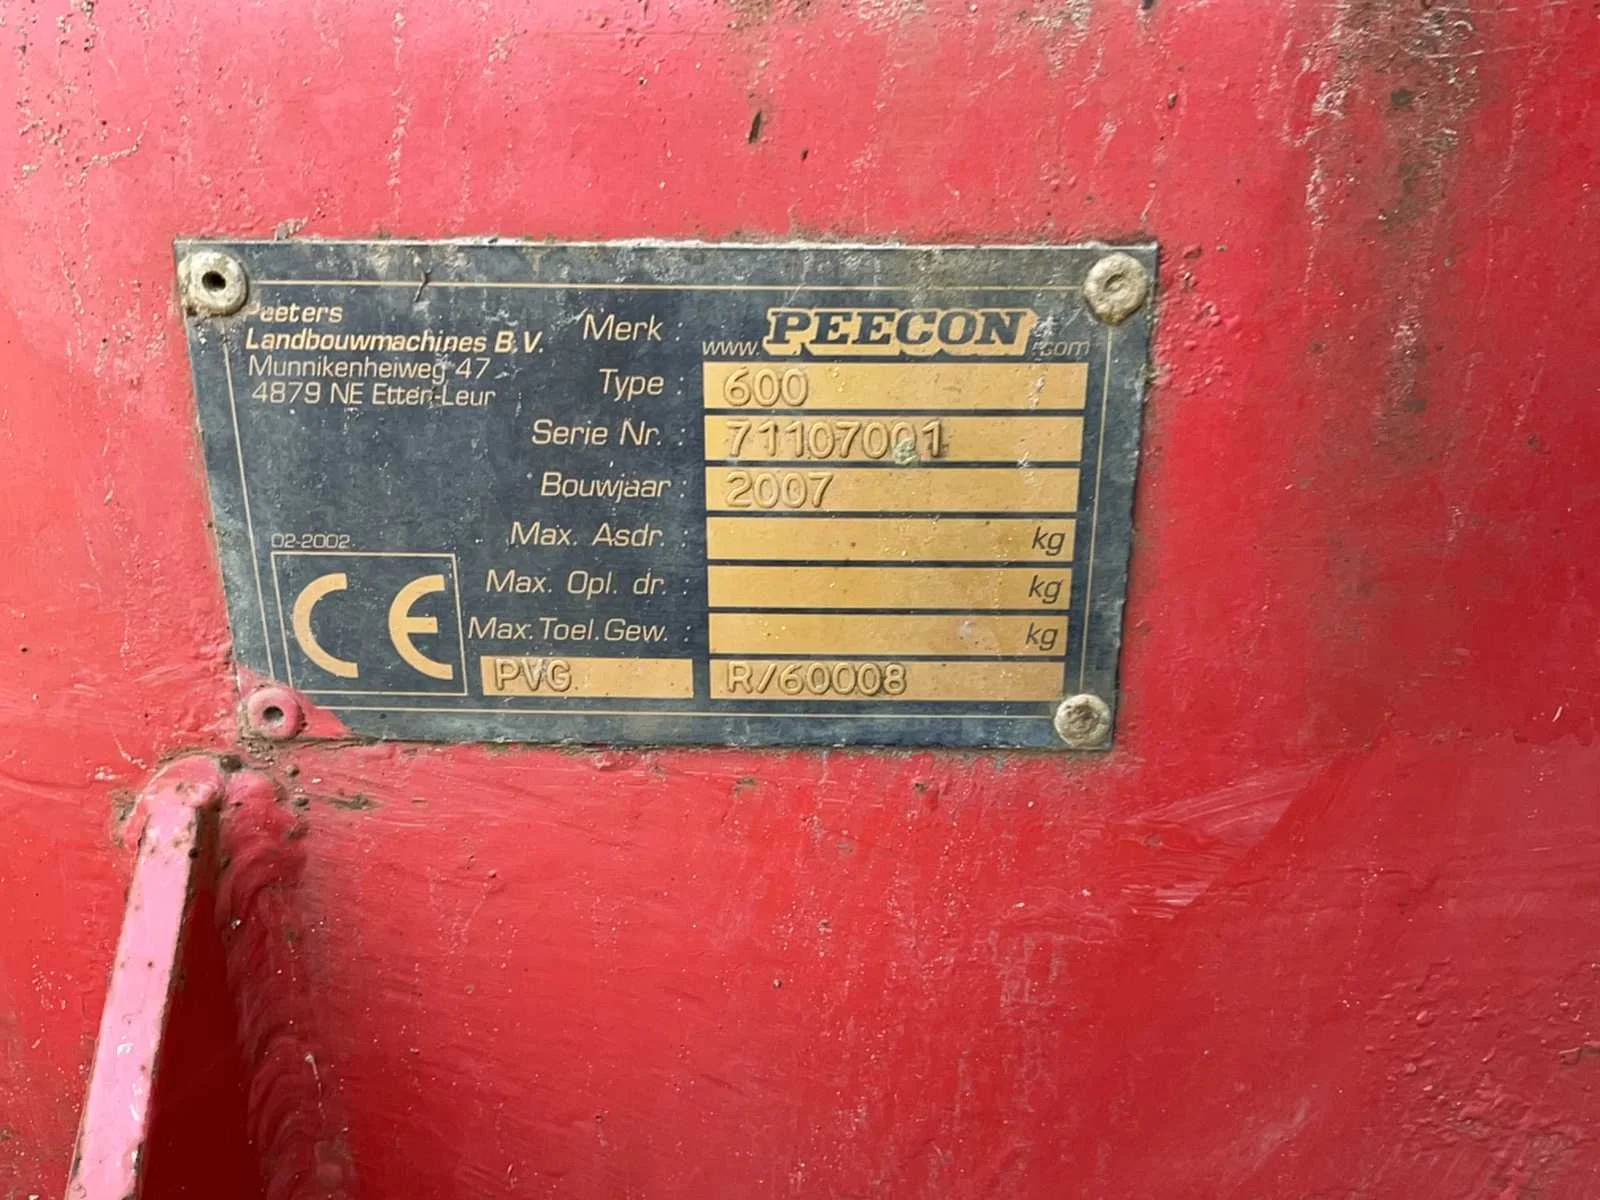 Peeters
Landbouwmachines B.V.
Munnikenheiweg 47
4879 NE Etten-Leur
Merk : www.PEECON.com
Type : 600
Serie Nr. : 71107001
Bouwjaar : 2007
Max. Asdr. : kg
Max. Opl. dr. : kg
Max. Toel. Gew. : kg
PVG R/60008
02-2002
CE